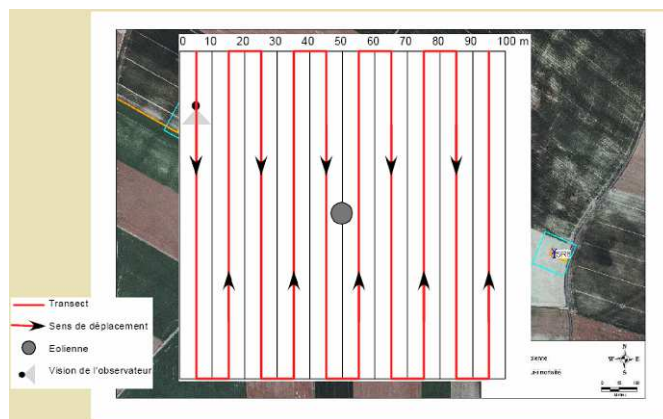 0 10 20 30 40 50 60 70 80 90 100 m
Transect
Sens de déplacement
Eolienne
Vision de l'observateur
N
S